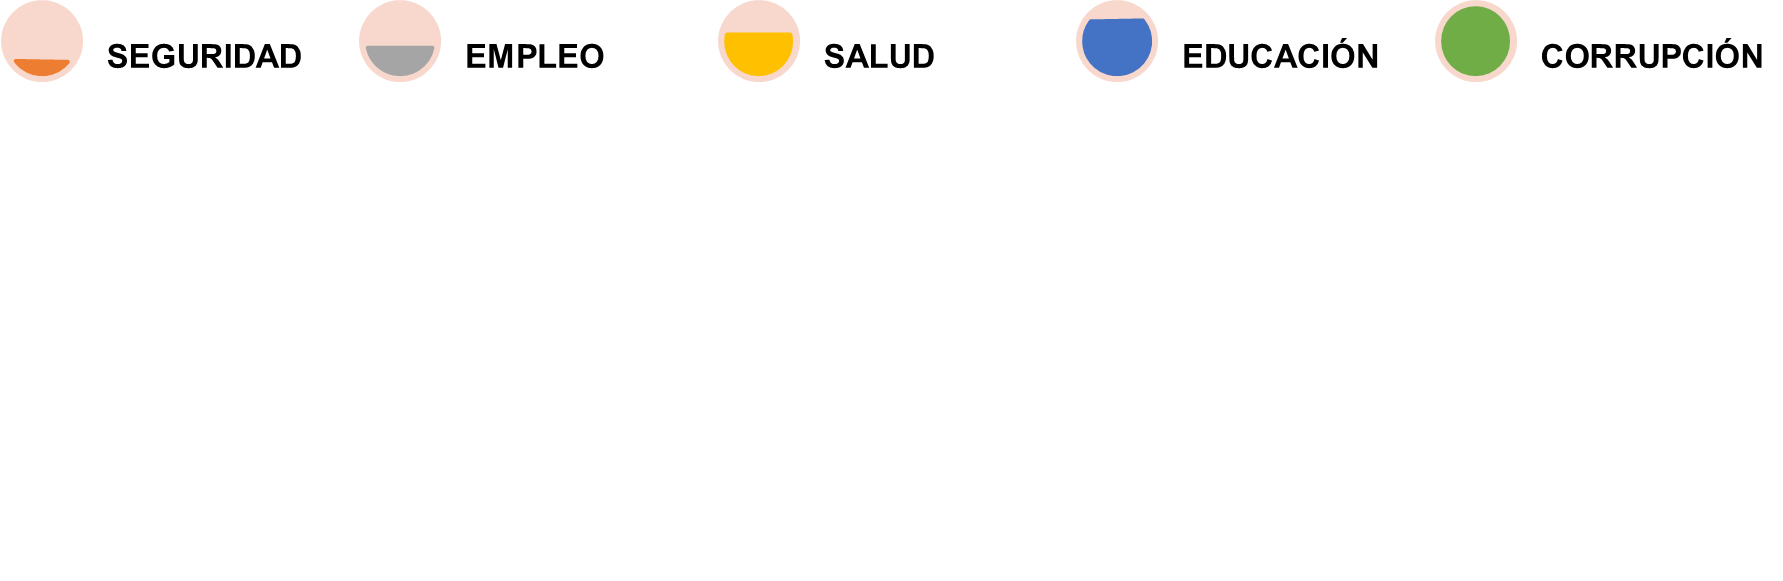 SEGURIDAD EMPLEO SALUD EDUCACIÓN CORRUPCIÓN